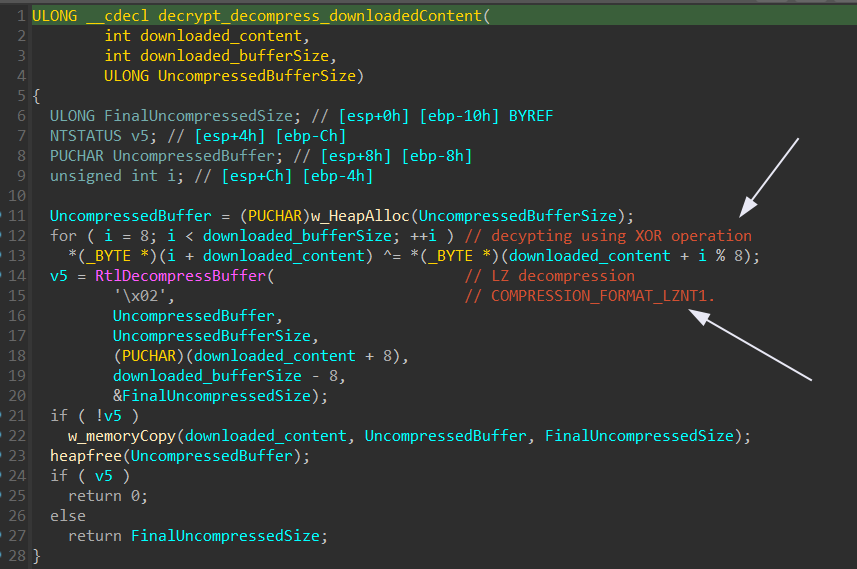 1 ULONG __cdecl decrypt_decompress_downloadedContent(
2 int downloaded_content,
3 int downloaded_bufferSize,
4 ULONG UncompressedBufferSize)
5 {
6 ULONG FinalUncompressedSize; // [esp+0h] [ebp-10h] BYREF
7 NTSTATUS v5; // [esp+4h] [ebp-Ch]
8 PUCHAR UncompressedBuffer; // [esp+8h] [ebp-8h]
9 unsigned int i; // [esp+Ch] [ebp-4h]
10
11 UncompressedBuffer = (PUCHAR)w_HeapAlloc(UncompressedBufferSize);
12 for ( i = 8; i < downloaded_bufferSize; ++i ) // decypting using XOR operation
13 *(_BYTE *)(i + downloaded_content) ^= *(_BYTE *)(downloaded_content + i % 8);
14 v5 = RtlDecompressBuffer( // LZ decompression
15 '\x02', // COMPRESSION_FORMAT_LZNT1.
16 UncompressedBuffer,
17 UncompressedBufferSize,
18 (PUCHAR)(downloaded_content + 8),
19 downloaded_bufferSize - 8,
20 &FinalUncompressedSize);
21 if ( !v5 )
22 w_memoryCopy(downloaded_content, UncompressedBuffer, FinalUncompressedSize);
23 heapfree(UncompressedBuffer);
24 if ( v5 )
25 return 0;
26 else
27 return FinalUncompressedSize;
28 }